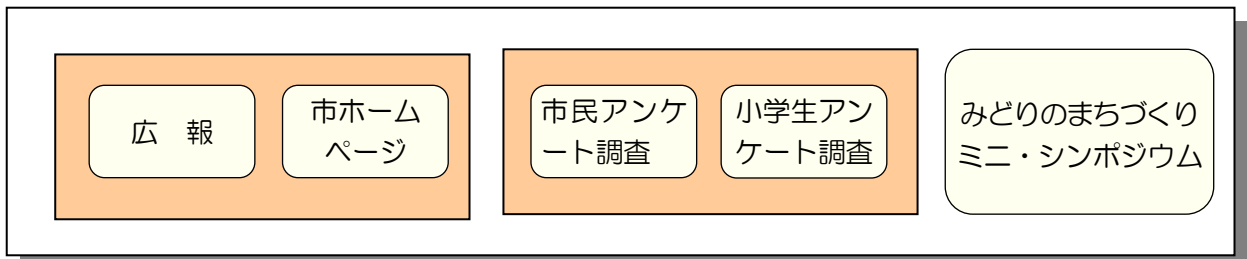 広　報
市ホーム
ページ
市民アンケ
ート調査
小学生アン
ケート調査
みどりのまちづくり
ミニ・シンポジウム